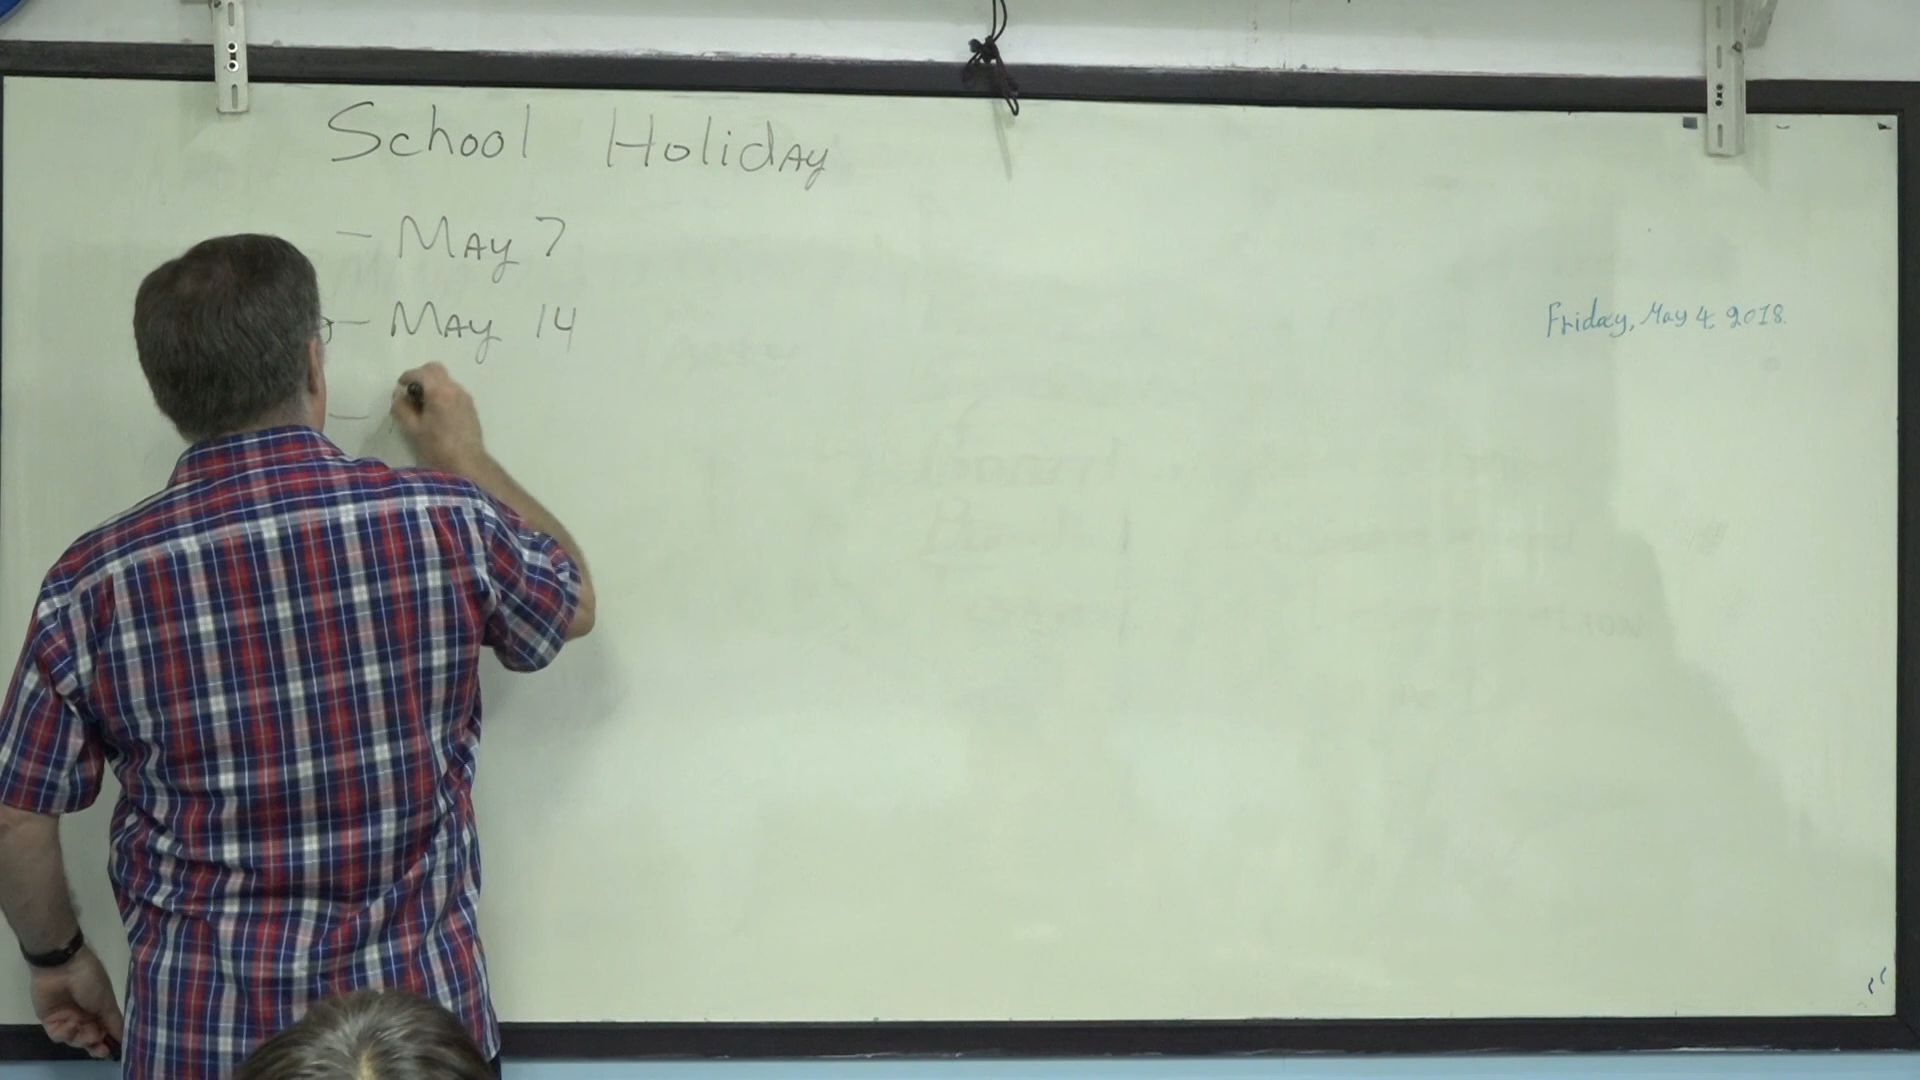 School Holiday
- May 7
- May 14
-
Friday, May 4, 2018.